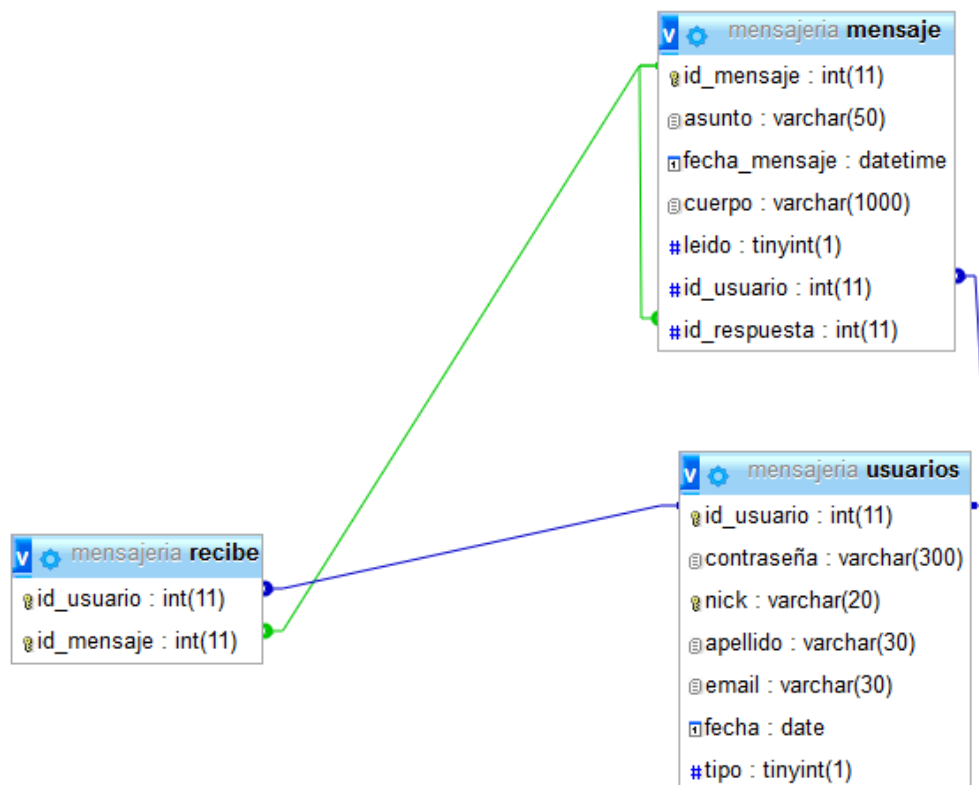 v mensajeria mensaje
id_mensaje : int(11)
asunto : varchar(50)
fecha_mensaje : datetime
cuerpo : varchar(1000)
#leido : tinyint(1)
#id_usuario : int(11)
#id_respuesta : int(11)
v mensajeria usuarios
id_usuario : int(11)
contraseña : varchar(300)
nick : varchar(20)
apellido : varchar(30)
email : varchar(30)
fecha : date
#tipo : tinyint(1)
v mensajeria recibe
id_usuario : int(11)
id_mensaje : int(11)